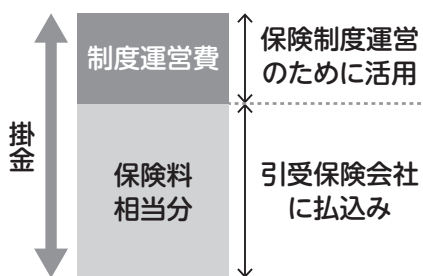 掛金
制度運営費
保険制度運営
のために活用
保険料
相当分
引受保険会社
に払込み